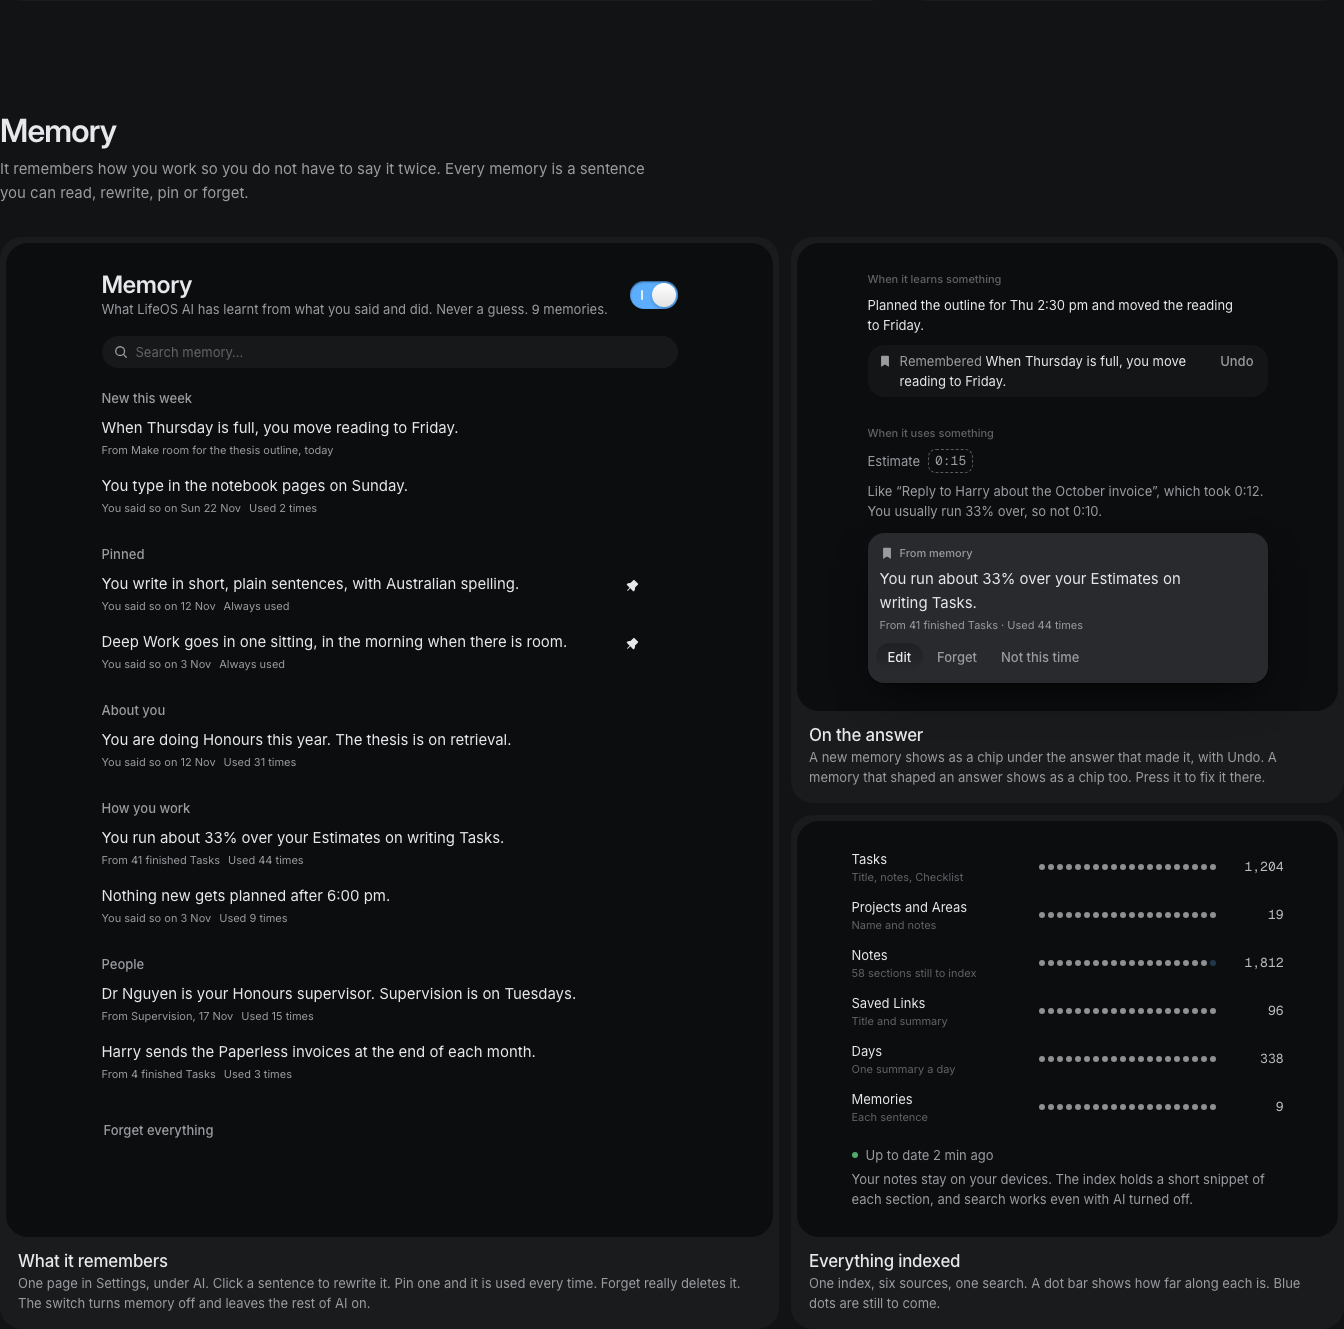 Memory
It remembers how you work so you do not have to say it twice. Every memory is a sentence
you can read, rewrite, pin or forget.
Memory
What LifeOS AI has learnt from what you said and did. Never a guess. 9 memories.
Search memory...
New this week
When Thursday is full, you move reading to Friday.
From Make room for the thesis outline, today
You type in the notebook pages on Sunday.
You said so on Sun 22 Nov Used 2 times
Pinned
You write in short, plain sentences, with Australian spelling.
You said so on 12 Nov Always used
Deep Work goes in one sitting, in the morning when there is room.
You said so on 3 Nov Always used
About you
You are doing Honours this year. The thesis is on retrieval.
You said so on 12 Nov Used 31 times
How you work
You run about 33% over your Estimates on writing Tasks.
From 41 finished Tasks Used 44 times
Nothing new gets planned after 6:00 pm.
You said so on 3 Nov Used 9 times
People
Dr Nguyen is your Honours supervisor. Supervision is on Tuesdays.
From Supervision, 17 Nov Used 15 times
Harry sends the Paperless invoices at the end of each month.
From 4 finished Tasks Used 3 times
Forget everything
What it remembers
One page in Settings, under AI. Click a sentence to rewrite it. Pin one and it is used every time. Forget really deletes it.
The switch turns memory off and leaves the rest of AI on.
When it learns something
Planned the outline for Thu 2:30 pm and moved the reading
to Friday.
Remembered When Thursday is full, you move Undo
reading to Friday.
When it uses something
Estimate 0:15
Like “Reply to Harry about the October invoice”, which took 0:12.
You usually run 33% over, so not 0:10.
From memory
You run about 33% over your Estimates on
writing Tasks.
From 41 finished Tasks · Used 44 times
Edit Forget Not this time
On the answer
A new memory shows as a chip under the answer that made it, with Undo. A
memory that shaped an answer shows as a chip too. Press it to fix it there.
Tasks 1,204
Title, notes, Checklist
Projects and Areas 19
Name and notes
Notes 1,812
58 sections still to index
Saved Links 96
Title and summary
Days 338
One summary a day
Memories 9
Each sentence
Up to date 2 min ago
Your notes stay on your devices. The index holds a short snippet of
each section, and search works even with AI turned off.
Everything indexed
One index, six sources, one search. A dot bar shows how far along each is. Blue
dots are still to come.